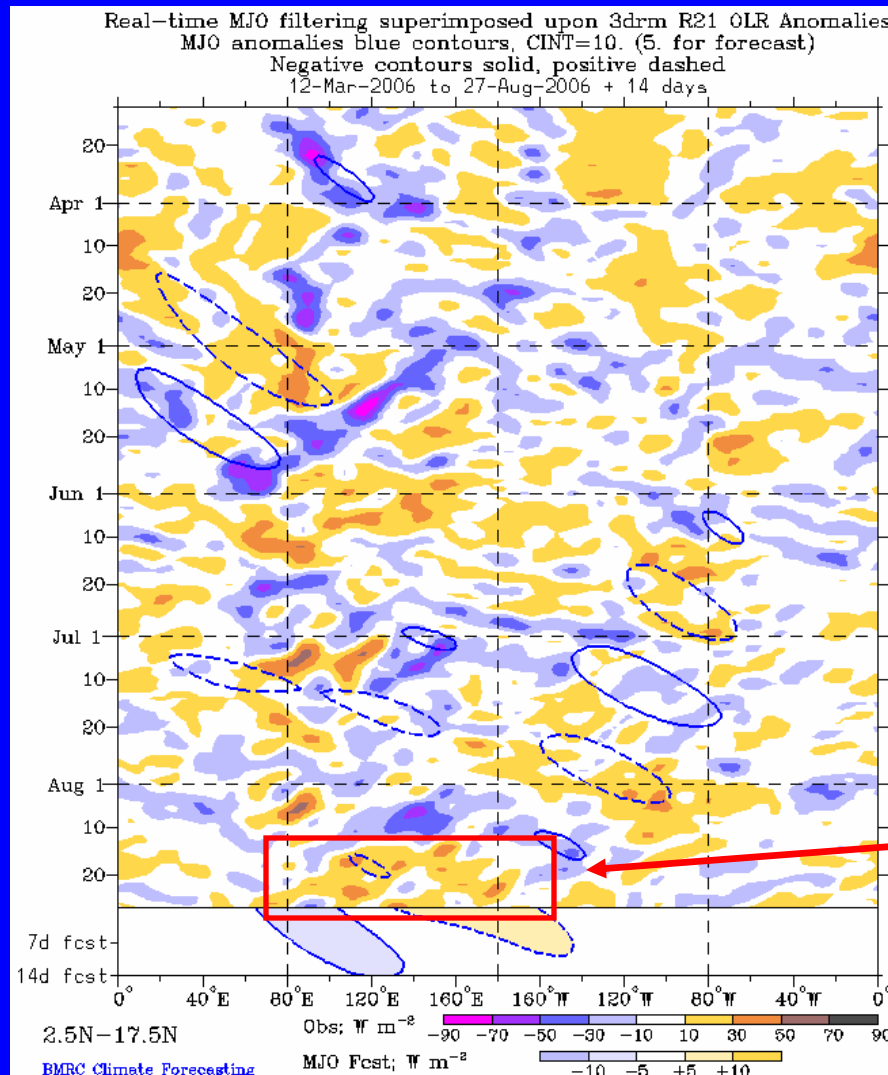 Real-time MJO filtering superimposed upon 3drm R21 OLR Anomalies
MJO anomalies blue contours, CINT=10. (5. for forecast)
Negative contours solid, positive dashed
12-Mar-2006 to 27-Aug-2006 + 14 days
20
Apr 1
10
20
May 1
10
20
Jun 1
10
20
Jul 1
10
20
Aug 1
10
20
7d fcst
14d fcst
0° 40°E 80°E 120°E 160°E 160°W 120°W 80°W 40°W 0°
2.5N-17.5N
Obs; W m⁻² -90 -70 -50 -30 -10 10 30 50 70 90
BMRC Climate Forecasting
MJO Fcst; W m⁻² -10 -5 +5 +10